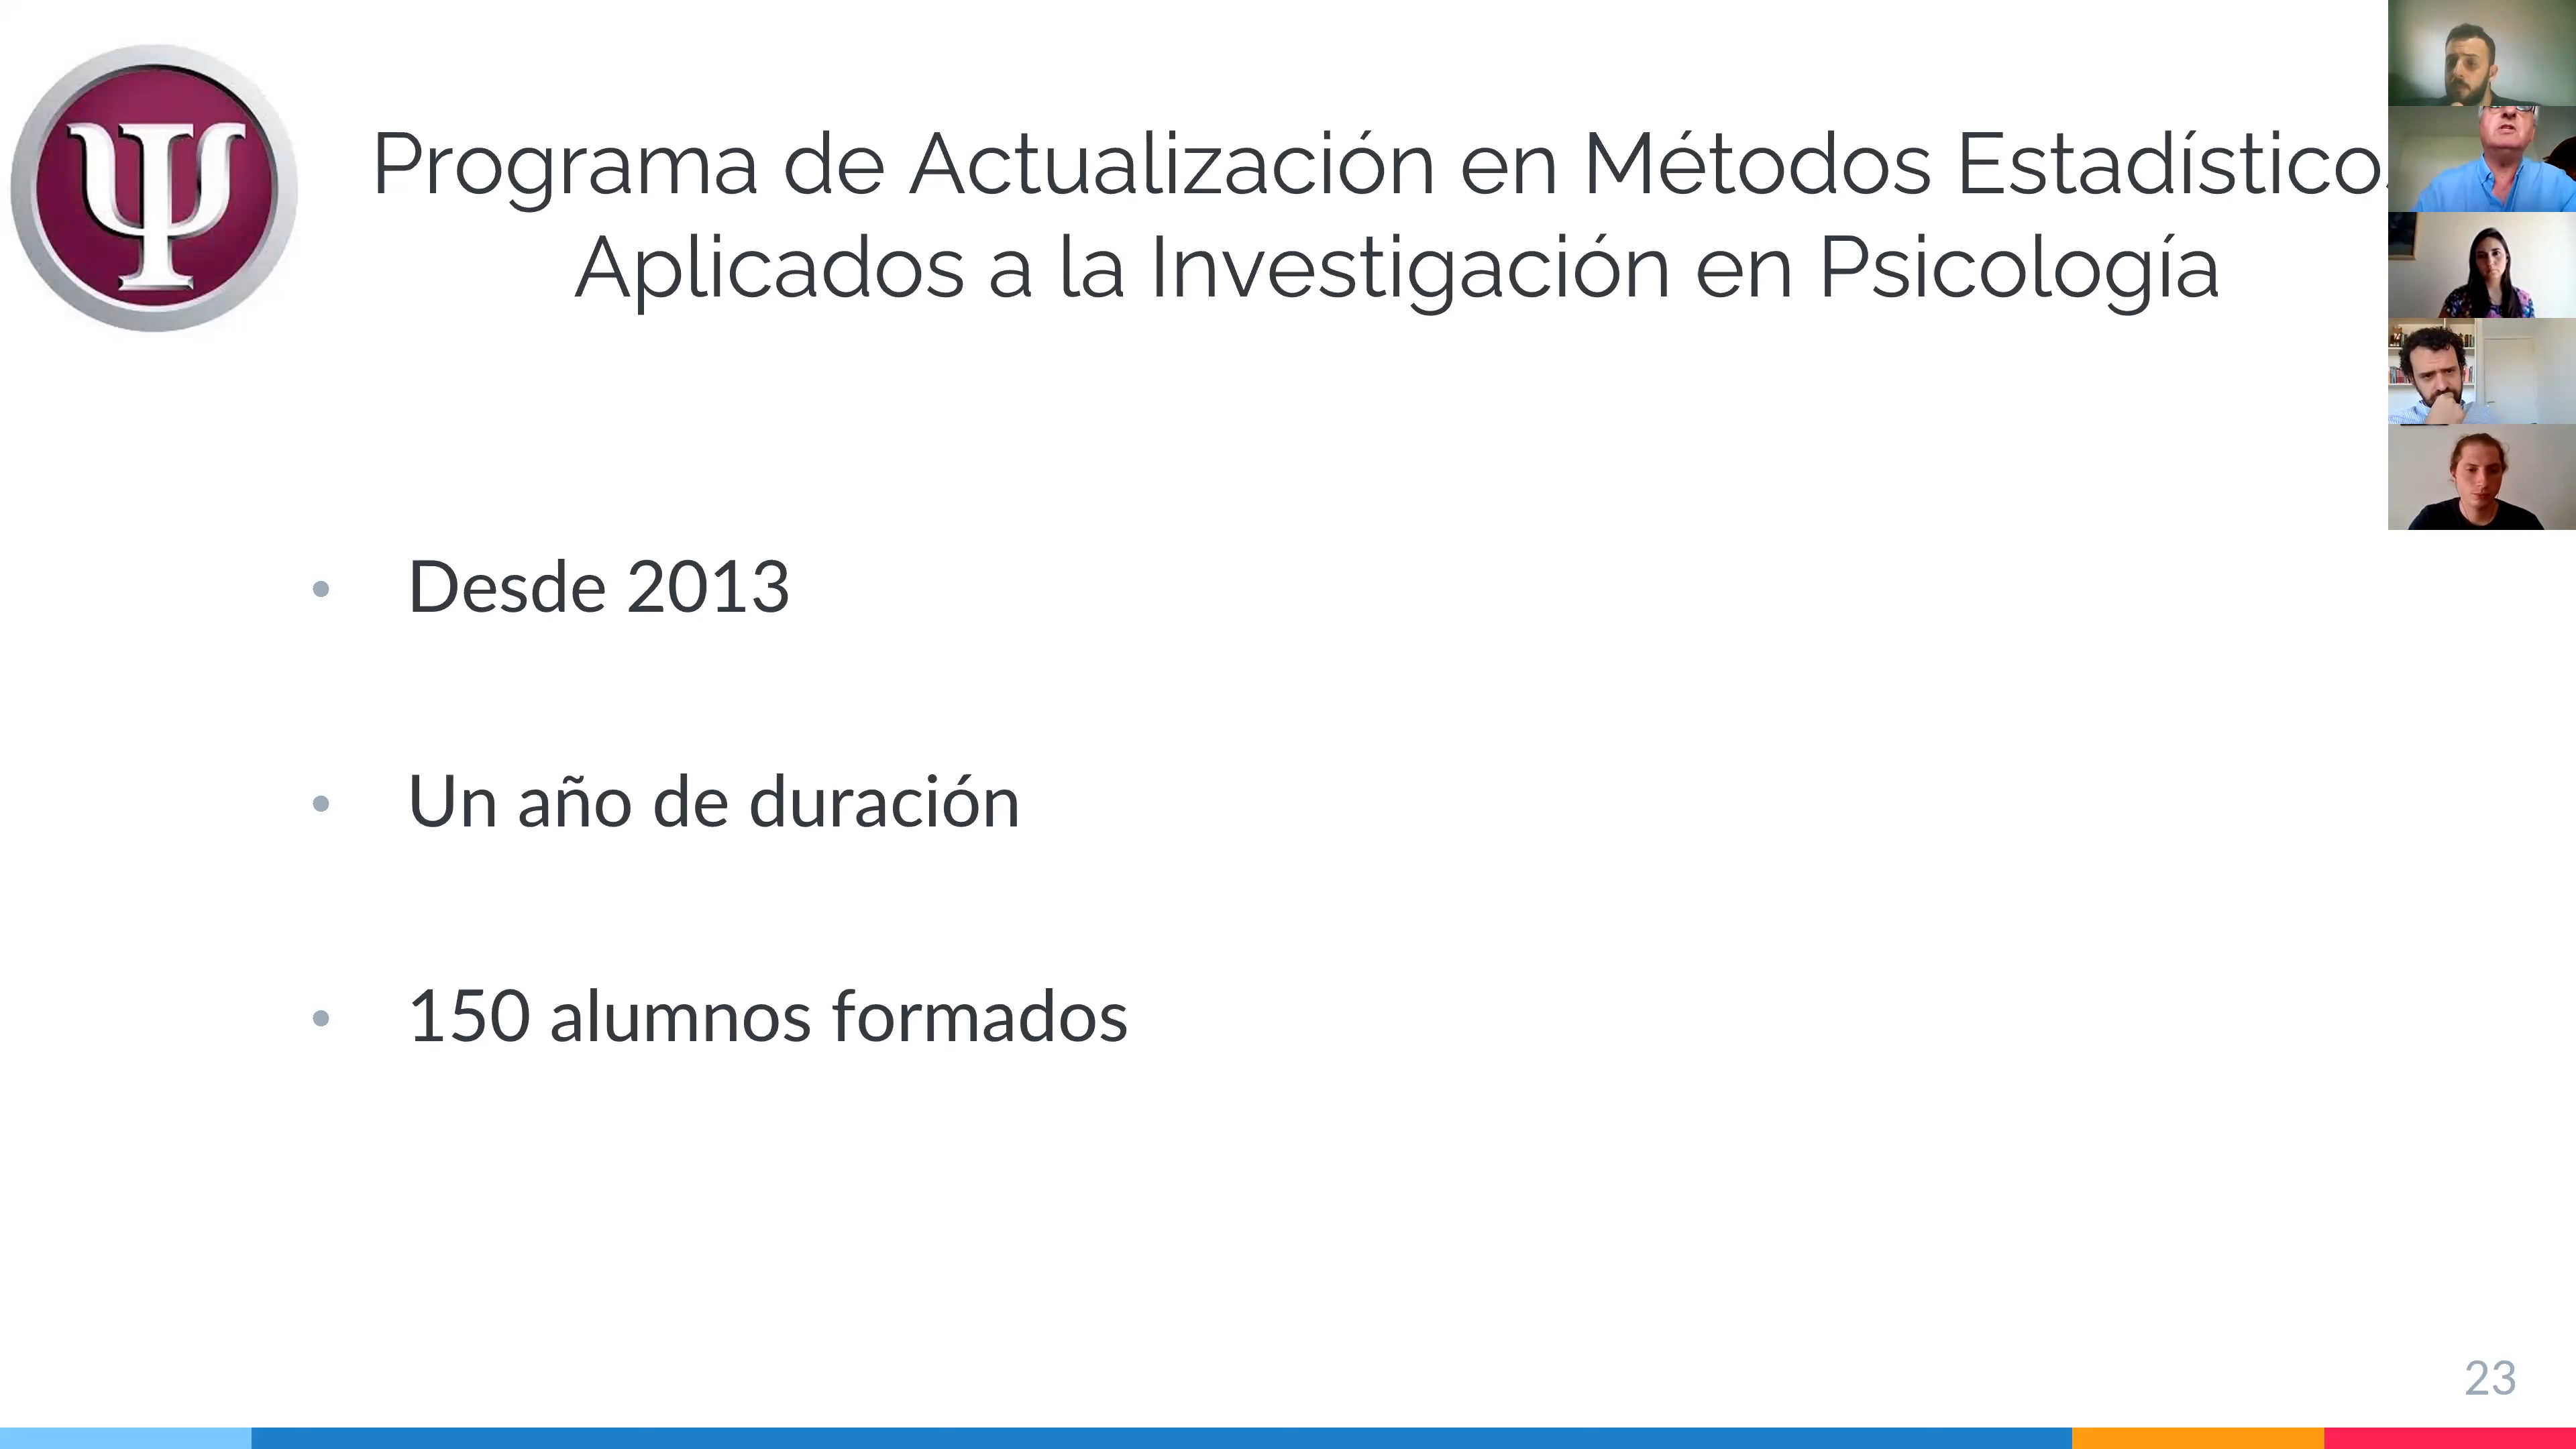 Ψ
Programa de Actualización en Métodos Estadístico
Aplicados a la Investigación en Psicología
• Desde 2013
• Un año de duración
• 150 alumnos formados
23